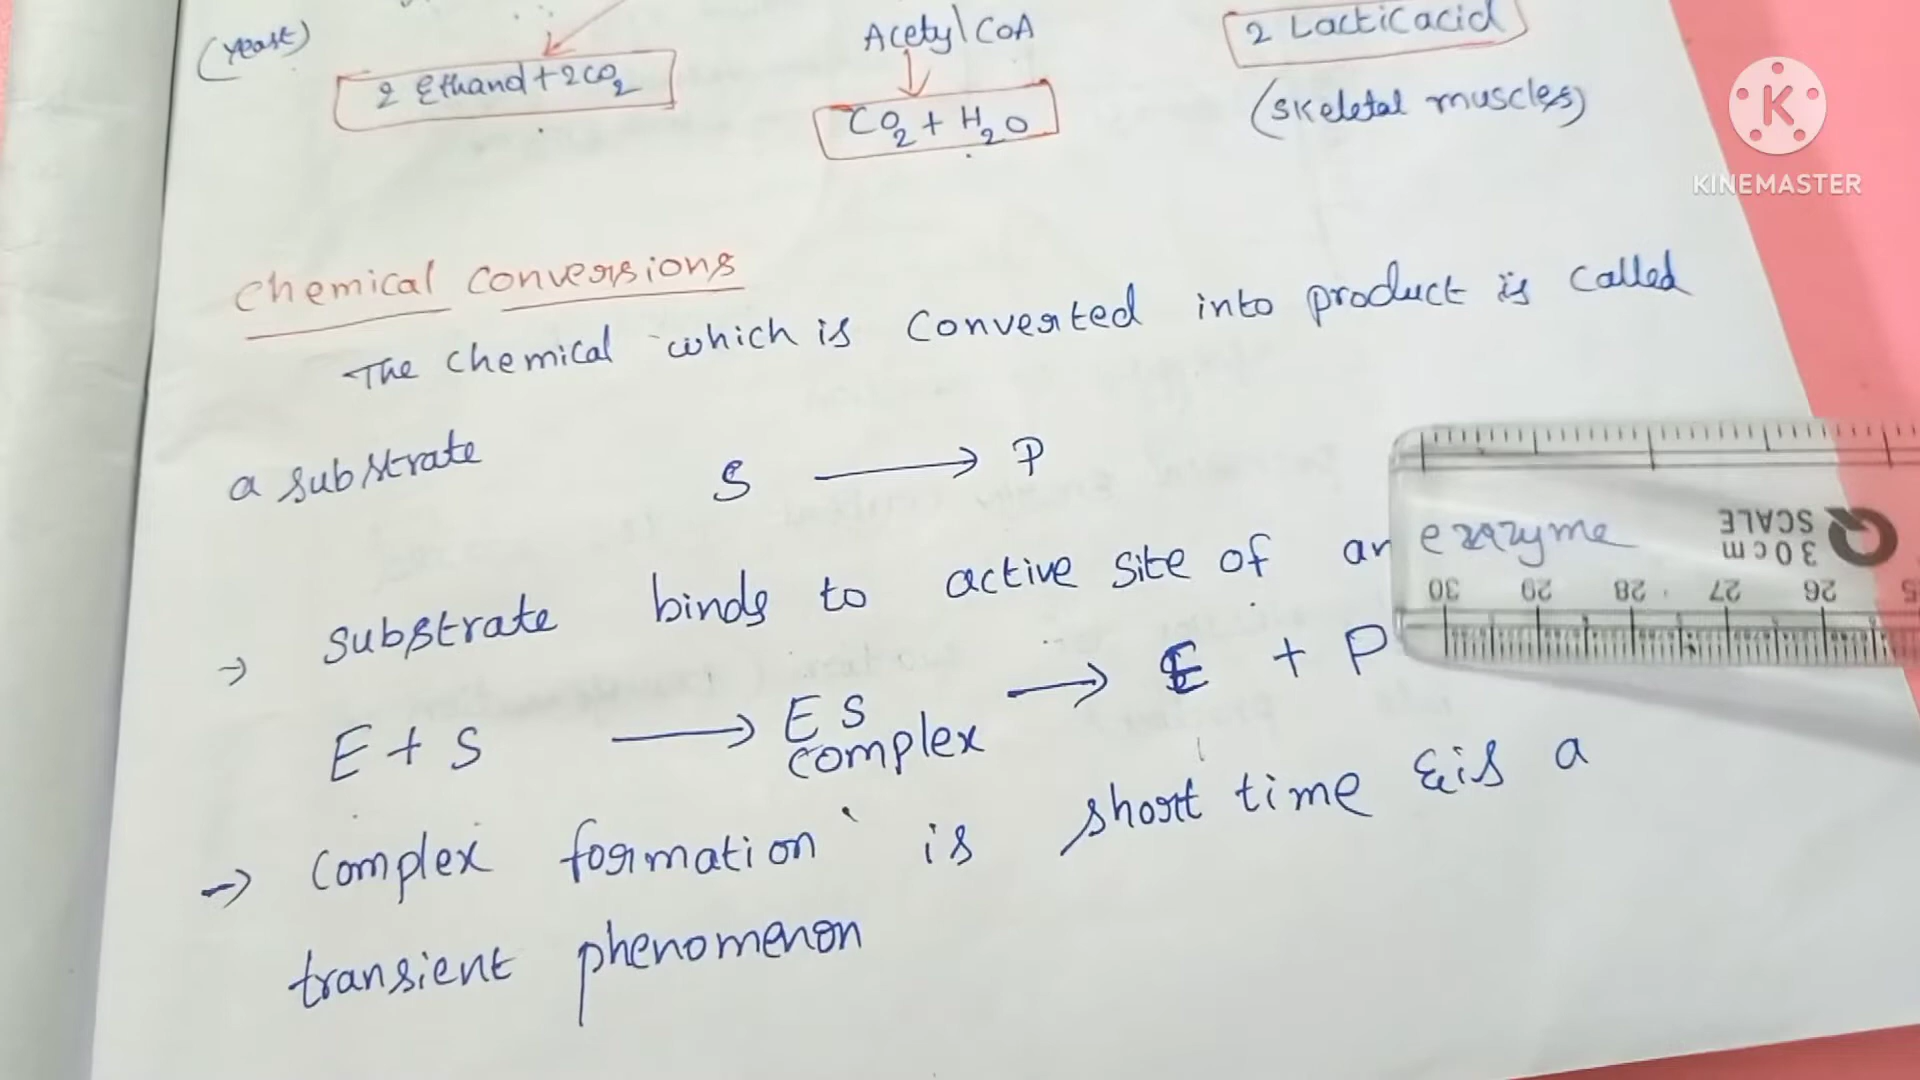 (yeast)
2 Ethanol + 2CO2
Acetyl CoA
CO2 + H2O
2 Lactic acid
(skeletal muscles)
KINEMASTER
Chemical conversions
The chemical which is converted into product is called
a substrate
S → P
→ substrate binds to active site of an enzyme
E + S → ES complex → E + P
→ complex formation is short time & is a
transient phenomenon
SCALE
30cm
30 29 28 27 26